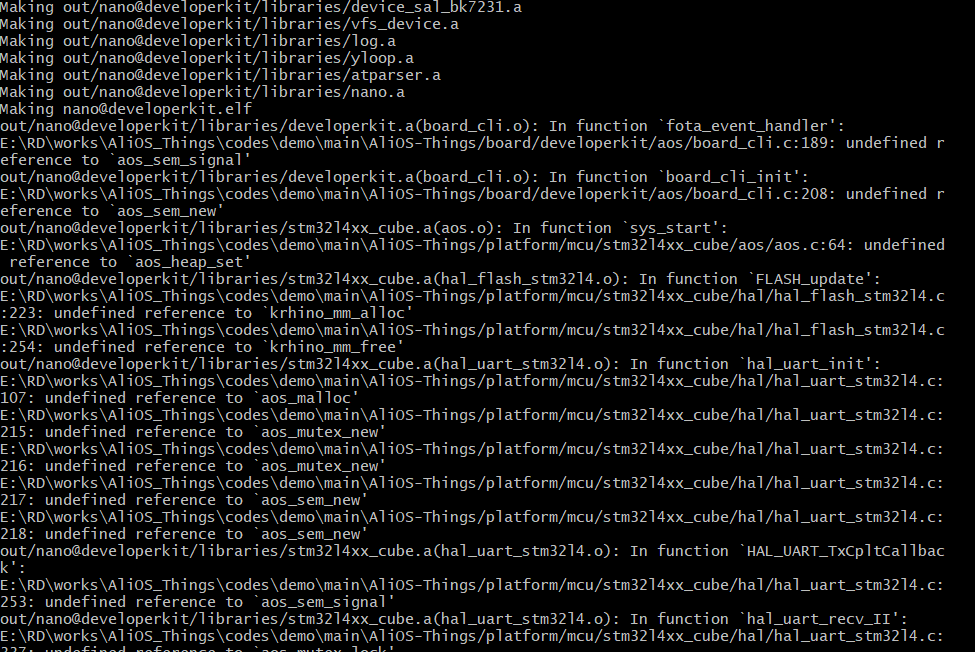 Making out/nano@developerkit/libraries/device_sal_bk7231.a
Making out/nano@developerkit/libraries/vfs_device.a
Making out/nano@developerkit/libraries/log.a
Making out/nano@developerkit/libraries/yloop.a
Making out/nano@developerkit/libraries/atparser.a
Making out/nano@developerkit/libraries/nano.a
Making nano@developerkit.elf
out/nano@developerkit/libraries/developerkit.a(board_cli.o): In function `fota_event_handler':
E:\RD\works\AliOS_Things\codes\demo\main\AliOS-Things/board/developerkit/aos/board_cli.c:189: undefined r
eference to `aos_sem_signal'
out/nano@developerkit/libraries/developerkit.a(board_cli.o): In function `board_cli_init':
E:\RD\works\AliOS_Things\codes\demo\main\AliOS-Things/board/developerkit/aos/board_cli.c:208: undefined r
eference to `aos_sem_new'
out/nano@developerkit/libraries/stm32l4xx_cube.a(aos.o): In function `sys_start':
E:\RD\works\AliOS_Things\codes\demo\main\AliOS-Things/platform/mcu/stm32l4xx_cube/aos/aos.c:64: undefined
 reference to `aos_heap_set'
out/nano@developerkit/libraries/stm32l4xx_cube.a(hal_flash_stm32l4.o): In function `FLASH_update':
E:\RD\works\AliOS_Things\codes\demo\main\AliOS-Things/platform/mcu/stm32l4xx_cube/hal/hal_flash_stm32l4.c
:223: undefined reference to `krhino_mm_alloc'
E:\RD\works\AliOS_Things\codes\demo\main\AliOS-Things/platform/mcu/stm32l4xx_cube/hal/hal_flash_stm32l4.c
:254: undefined reference to `krhino_mm_free'
out/nano@developerkit/libraries/stm32l4xx_cube.a(hal_uart_stm32l4.o): In function `hal_uart_init':
E:\RD\works\AliOS_Things\codes\demo\main\AliOS-Things/platform/mcu/stm32l4xx_cube/hal/hal_uart_stm32l4.c:
107: undefined reference to `aos_malloc'
E:\RD\works\AliOS_Things\codes\demo\main\AliOS-Things/platform/mcu/stm32l4xx_cube/hal/hal_uart_stm32l4.c:
215: undefined reference to `aos_mutex_new'
E:\RD\works\AliOS_Things\codes\demo\main\AliOS-Things/platform/mcu/stm32l4xx_cube/hal/hal_uart_stm32l4.c:
216: undefined reference to `aos_mutex_new'
E:\RD\works\AliOS_Things\codes\demo\main\AliOS-Things/platform/mcu/stm32l4xx_cube/hal/hal_uart_stm32l4.c:
217: undefined reference to `aos_sem_new'
E:\RD\works\AliOS_Things\codes\demo\main\AliOS-Things/platform/mcu/stm32l4xx_cube/hal/hal_uart_stm32l4.c:
218: undefined reference to `aos_sem_new'
out/nano@developerkit/libraries/stm32l4xx_cube.a(hal_uart_stm32l4.o): In function `HAL_UART_TxCpltCallbac
k':
E:\RD\works\AliOS_Things\codes\demo\main\AliOS-Things/platform/mcu/stm32l4xx_cube/hal/hal_uart_stm32l4.c:
253: undefined reference to `aos_sem_signal'
out/nano@developerkit/libraries/stm32l4xx_cube.a(hal_uart_stm32l4.o): In function `hal_uart_recv_II':
E:\RD\works\AliOS_Things\codes\demo\main\AliOS-Things/platform/mcu/stm32l4xx_cube/hal/hal_uart_stm32l4.c:
undefined reference to `aos_mutex_lock'